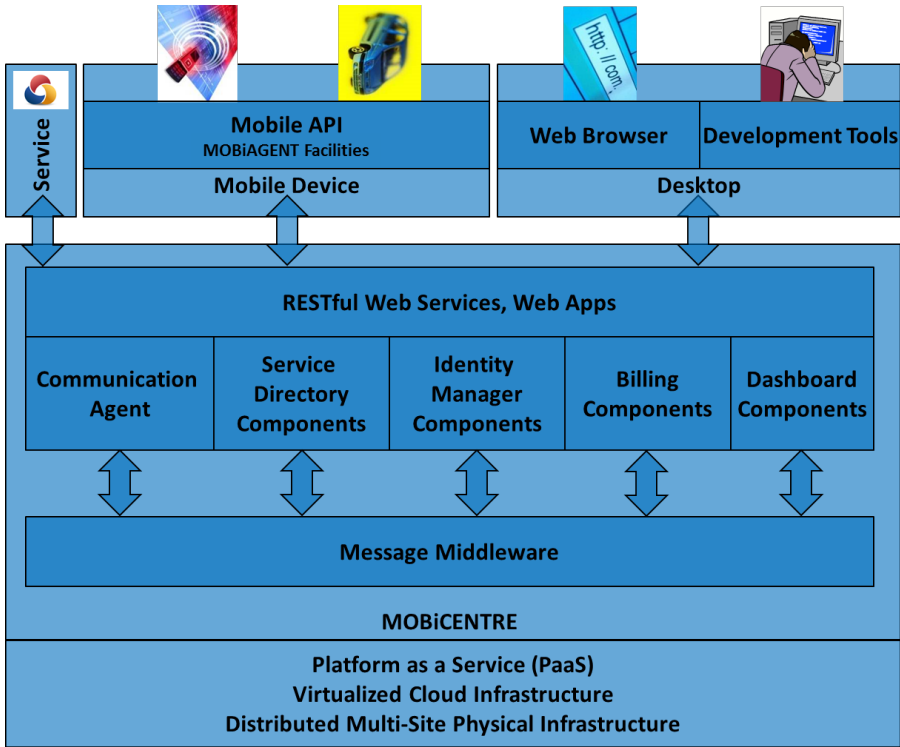 http: // com.
Service
Mobile API
MOBiAGENT Facilities
Mobile Device
Web Browser
Development Tools
Desktop
RESTful Web Services, Web Apps
Communication
Agent
Service
Directory
Components
Identity
Manager
Components
Billing
Components
Dashboard
Components
Message Middleware
MOBiCENTRE
Platform as a Service (PaaS)
Virtualized Cloud Infrastructure
Distributed Multi-Site Physical Infrastructure